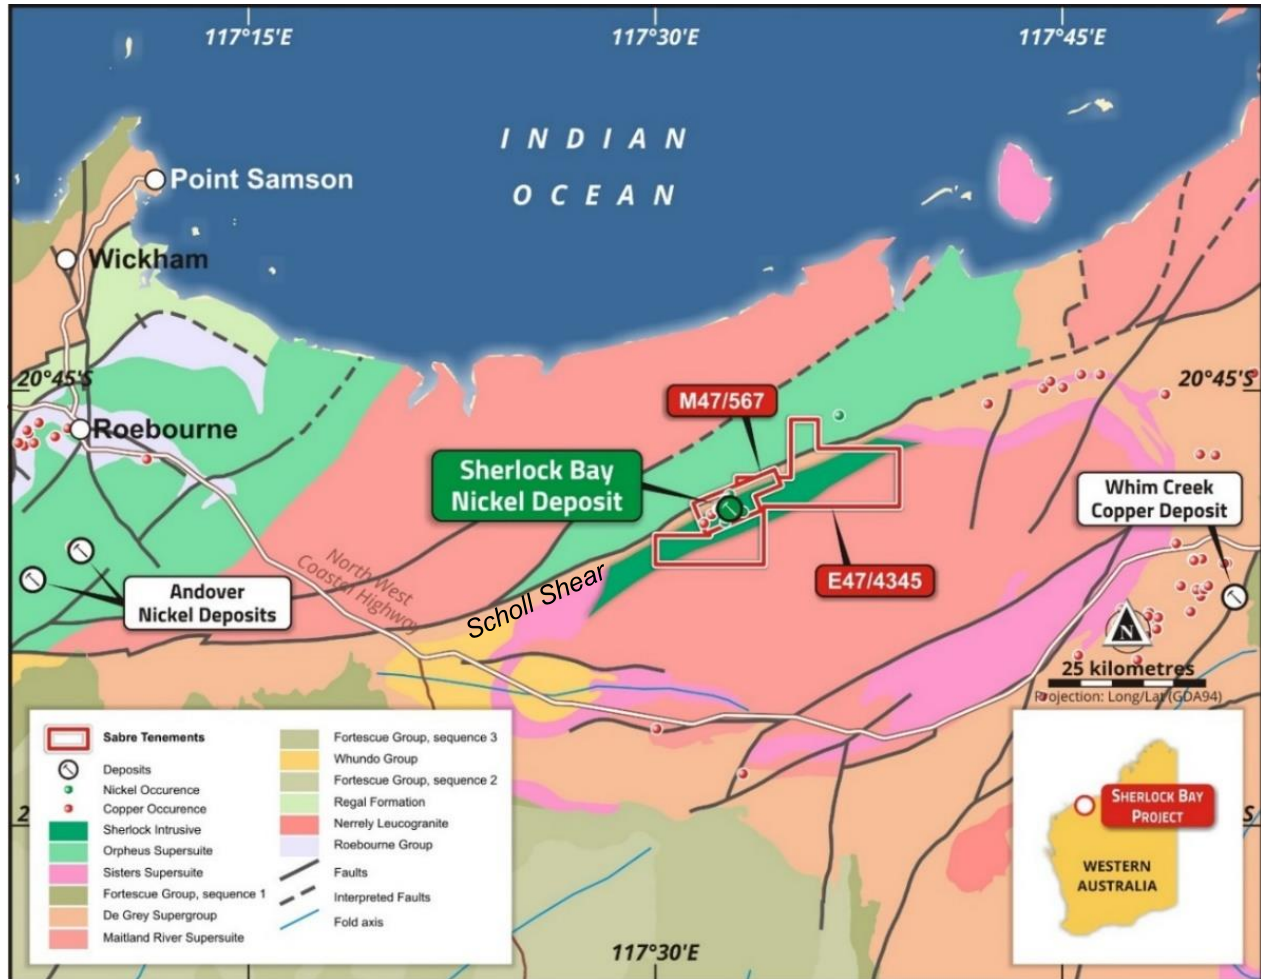 117°15'E
117°30'E
117°45'E
INDIAN
OCEAN
Point Samson
Wickham
20°45'S
20°45'S
M47/567
Roebourne
Sherlock Bay
Nickel Deposit
Whim Creek
Copper Deposit
E47/4345
Andover
Nickel Deposits
North West
Coastal Highway
Scholl Shear
N
25 kilometres
Projection: Long/Lat (GDA94)
Sabre Tenements
Deposits
Nickel Occurence
Copper Occurence
Sherlock Intrusive
Orpheus Supersuite
Sisters Supersuite
Fortescue Group, sequence 1
De Grey Supergroup
Maitland River Supersuite
Fortescue Group, sequence 3
Whundo Group
Fortescue Group, sequence 2
Regal Formation
Nerrely Leucogranite
Roebourne Group
Faults
Interpreted Faults
Fold axis
2
S
SHERLOCK BAY
PROJECT
WESTERN
AUSTRALIA
117°30'E